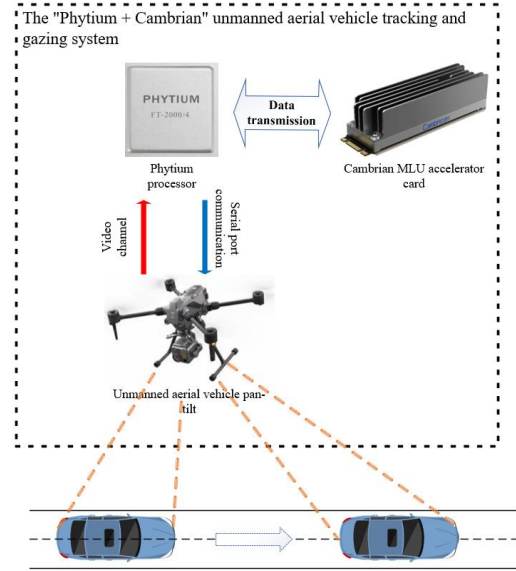 The "Phytium + Cambrian" unmanned aerial vehicle tracking and
gazing system
PHYTIUM
FT-2000/4
Data
transmission
Cambrian
Phytium
processor
Cambrian MLU accelerator
card
Video
channel
Serial port
communication
Unmanned aerial vehicle pan-
tilt